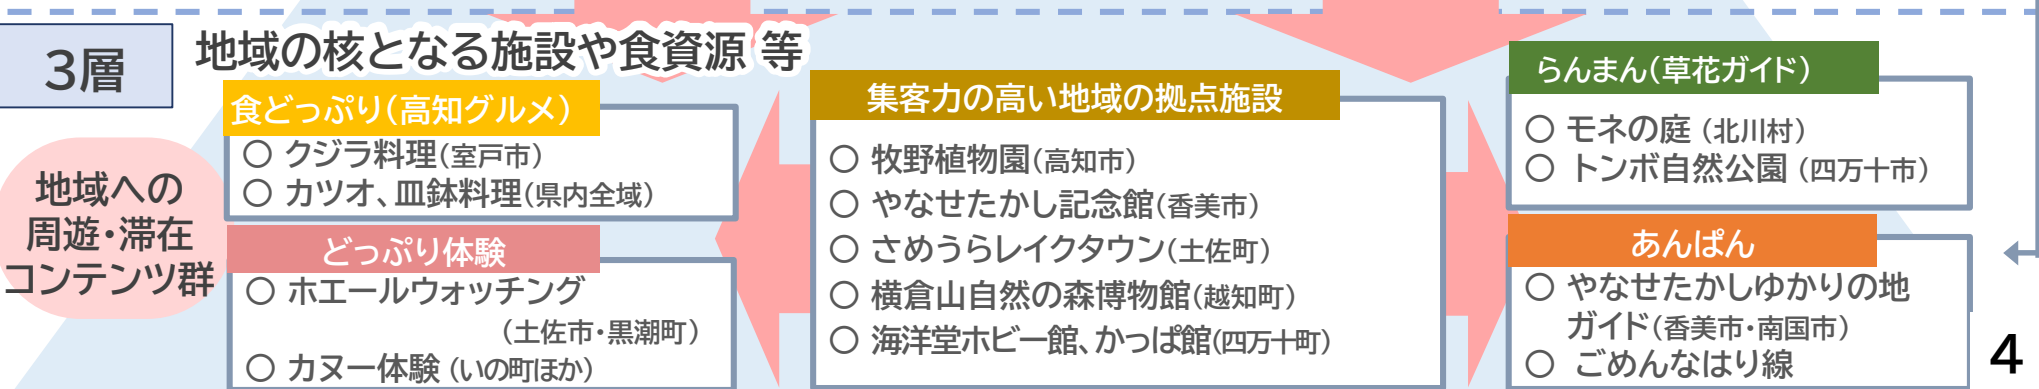 3層
地域の核となる施設や食資源 等
地域への
周遊・滞在
コンテンツ群
食どっぷり(高知グルメ)
○ クジラ料理(室戸市)
○ カツオ、皿鉢料理(県内全域)
どっぷり体験
○ ホエールウォッチング
(土佐市・黒潮町)
○ カヌー体験 (いの町ほか)
集客力の高い地域の拠点施設
○ 牧野植物園(高知市)
○ やなせたかし記念館(香美市)
○ さめうらレイクタウン(土佐町)
○ 横倉山自然の森博物館(越知町)
○ 海洋堂ホビー館、かっぱ館(四万十町)
らんまん(草花ガイド)
○ モネの庭 (北川村)
○ トンボ自然公園 (四万十市)
あんぱん
○ やなせたかしゆかりの地
ガイド(香美市・南国市)
○ ごめんなはり線
4